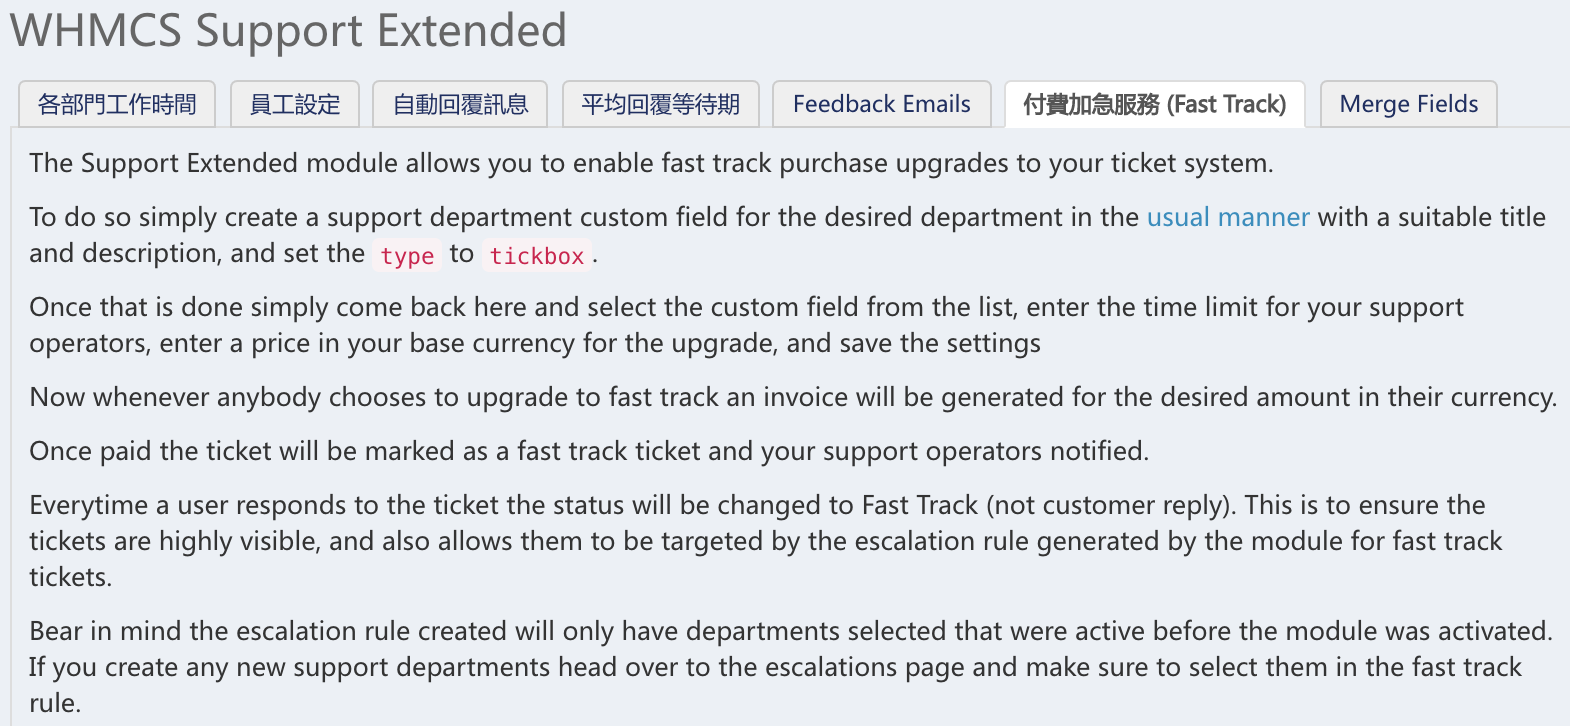 WHMCS Support Extended
各部門工作時間 員工設定 自動回覆訊息 平均回覆等待期 Feedback Emails 付費加急服務 (Fast Track) Merge Fields
The Support Extended module allows you to enable fast track purchase upgrades to your ticket system.
To do so simply create a support department custom field for the desired department in the usual manner with a suitable title
and description, and set the type to tickbox.
Once that is done simply come back here and select the custom field from the list, enter the time limit for your support
operators, enter a price in your base currency for the upgrade, and save the settings
Now whenever anybody chooses to upgrade to fast track an invoice will be generated for the desired amount in their currency.
Once paid the ticket will be marked as a fast track ticket and your support operators notified.
Everytime a user responds to the ticket the status will be changed to Fast Track (not customer reply). This is to ensure the
tickets are highly visible, and also allows them to be targeted by the escalation rule generated by the module for fast track
tickets.
Bear in mind the escalation rule created will only have departments selected that were active before the module was activated.
If you create any new support departments head over to the escalations page and make sure to select them in the fast track
rule.